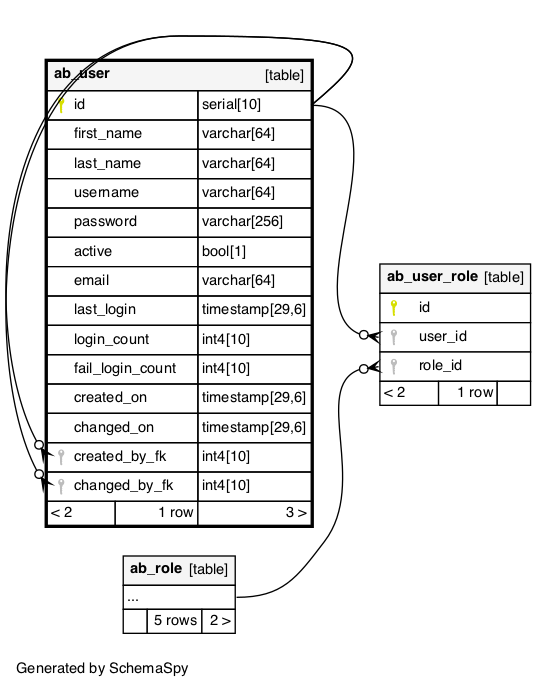 ab_user [table]
id serial[10]
first_name varchar[64]
last_name varchar[64]
username varchar[64]
password varchar[256]
active bool[1]
email varchar[64]
last_login timestamp[29,6]
login_count int4[10]
fail_login_count int4[10]
created_on timestamp[29,6]
changed_on timestamp[29,6]
created_by_fk int4[10]
changed_by_fk int4[10]
< 2 1 row 3 >
ab_user_role [table]
id
user_id
role_id
< 2 1 row
ab_role [table]
...
5 rows 2 >
Generated by SchemaSpy